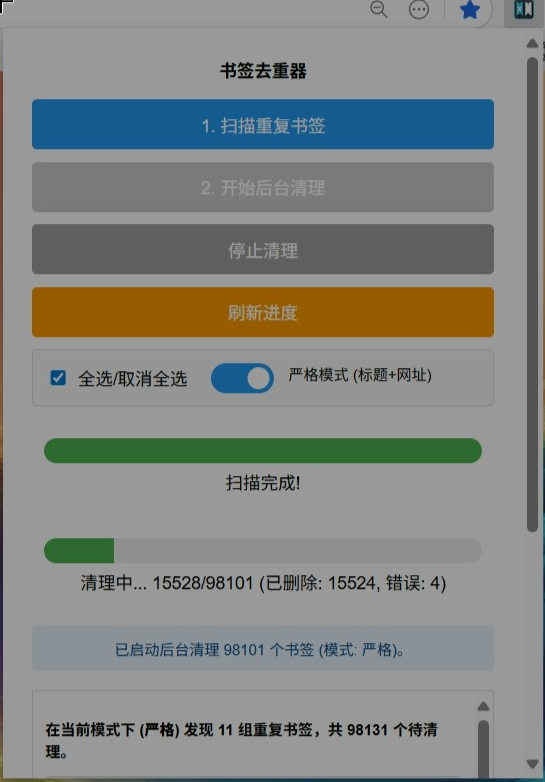 书签去重器
1. 扫描重复书签
2. 开始后台清理
停止清理
刷新进度
全选/取消全选
严格模式 (标题+网址)
扫描完成!
清理中... 15528/98101 (已删除: 15524, 错误: 4)
已启动后台清理 98101 个书签 (模式: 严格)。
在当前模式下 (严格) 发现 11 组重复书签，共 98131 个待清
理。